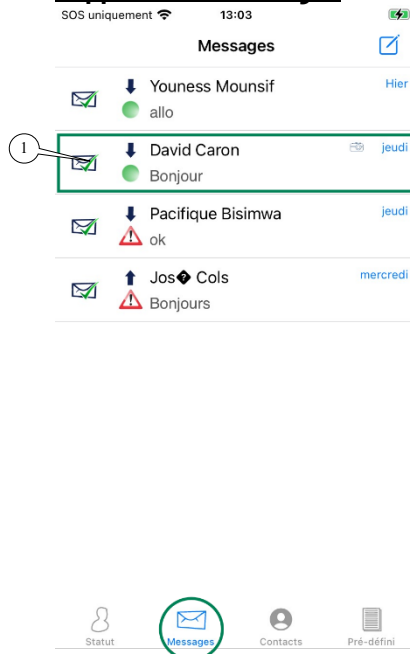 SOS uniquement 13:03
Messages
Youness Mounsif Hier
allo
1
David Caron jeudi
Bonjour
Pacifique Bisimwa jeudi
ok
Jos� Cols mercredi
Bonjours
Statut Messages Contacts Pré-défini